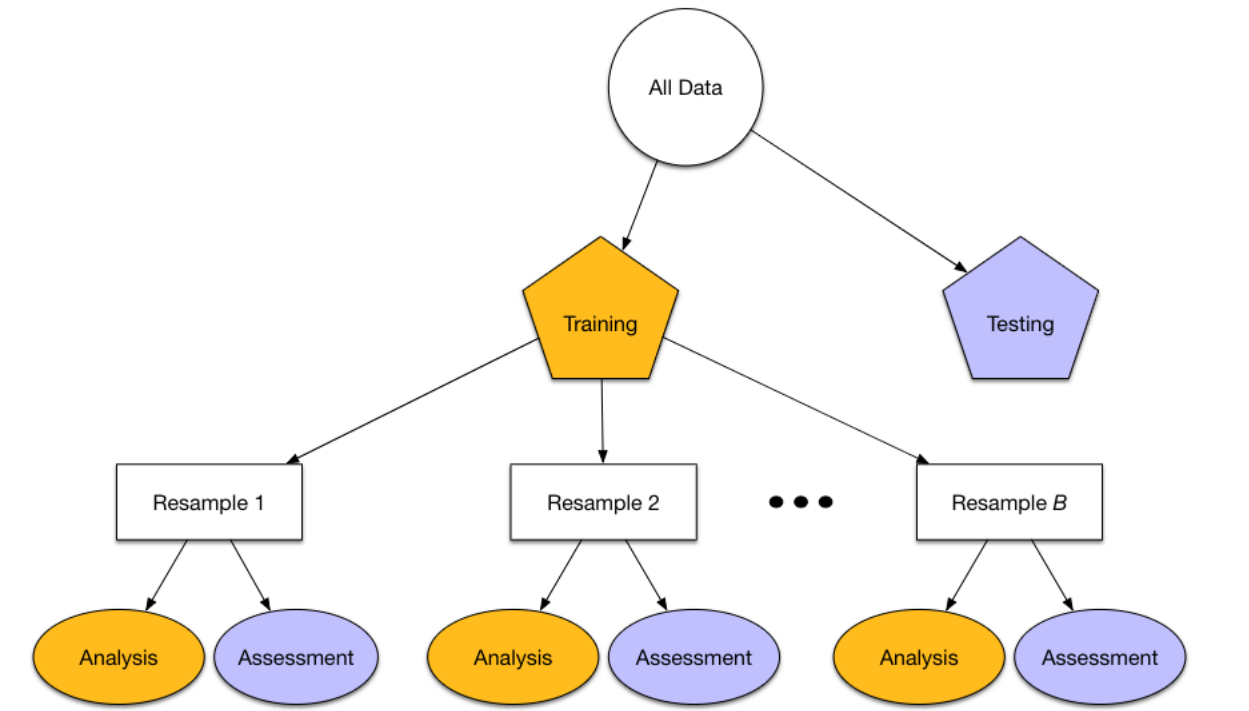 All Data
Training
Testing
Resample 1
Resample 2
Resample B
Analysis
Assessment
Analysis
Assessment
Analysis
Assessment